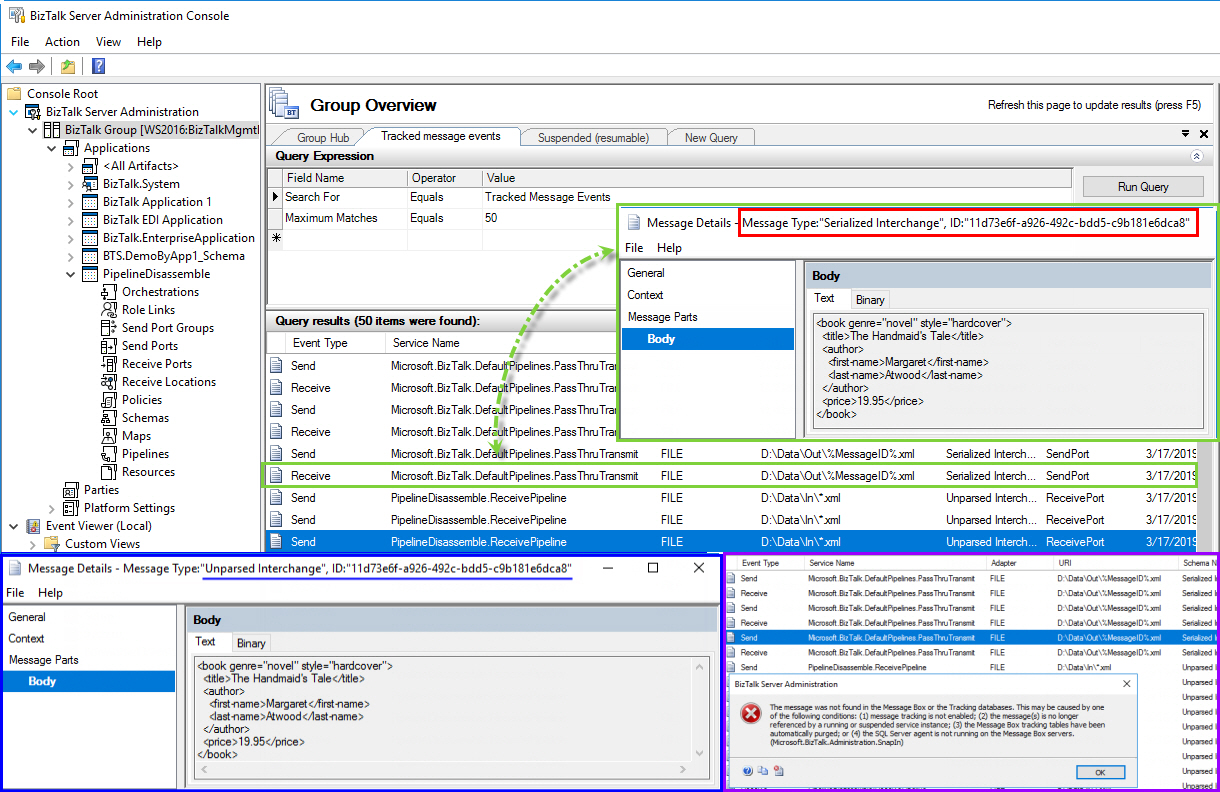 BizTalk Server Administration Console
File Action View Help
Console Root
BizTalk Server Administration
BizTalk Group [WS2016:BizTalkMgmtI
Applications
<All Artifacts>
BizTalk.System
BizTalk Application 1
BizTalk EDI Application
BizTalk.EnterpriseApplication
BTS.DemoByApp1_Schema
PipelineDisassemble
Orchestrations
Role Links
Send Port Groups
Send Ports
Receive Ports
Receive Locations
Policies
Schemas
Maps
Pipelines
Resources
Parties
Platform Settings
Event Viewer (Local)
Custom Views
BT
Group Overview
Refresh this page to update results (press F5)
Group Hub Tracked message events Suspended (resumable) New Query
Query Expression
Field Name Operator Value
Search For Equals Tracked Message Events
Maximum Matches Equals 50
Run Query
Message Details - Message Type:"Serialized Interchange", ID:"11d73e6f-a926-492c-bdd5-c9b181e6dca8"
File Help
General
Context
Message Parts
Body
Body
Text Binary
<book genre="novel" style="hardcover">
<title>The Handmaid's Tale</title>
<author>
<first-name>Margaret</first-name>
<last-name>Atwood</last-name>
</author>
<price>19.95</price>
</book>
Query results (50 items were found):
Event Type Service Name
Send Microsoft.BizTalk.DefaultPipelines.PassThruTransm
Receive Microsoft.BizTalk.DefaultPipelines.PassThruTransm
Send Microsoft.BizTalk.DefaultPipelines.PassThruTransm
Receive Microsoft.BizTalk.DefaultPipelines.PassThruTransm
Send Microsoft.BizTalk.DefaultPipelines.PassThruTransmit FILE D:\Data\Out\%MessageID%.xml Serialized Interch... SendPort 3/17/2019
Receive Microsoft.BizTalk.DefaultPipelines.PassThruTransmit FILE D:\Data\Out\%MessageID%.xml Serialized Interch... SendPort 3/17/2019
Send PipelineDisassemble.ReceivePipeline FILE D:\Data\In\*.xml Unparsed Interch... ReceivePort 3/17/2019
Send PipelineDisassemble.ReceivePipeline FILE D:\Data\In\*.xml Unparsed Interch... ReceivePort 3/17/2019
Send PipelineDisassemble.ReceivePipeline FILE D:\Data\In\*.xml Unparsed Interch... ReceivePort 3/17/2019
Message Details - Message Type:"Unparsed Interchange", ID:"11d73e6f-a926-492c-bdd5-c9b181e6dca8"
File Help
General
Context
Message Parts
Body
Body
Text Binary
<book genre="novel" style="hardcover">
<title>The Handmaid's Tale</title>
<author>
<first-name>Margaret</first-name>
<last-name>Atwood</last-name>
</author>
<price>19.95</price>
</book>
Event Type Service Name Adapter URI Schema N
Send Microsoft.BizTalk.DefaultPipelines.PassThruTransmit FILE D:\Data\Out\%MessageID%.xml Serialized I
Receive Microsoft.BizTalk.DefaultPipelines.PassThruTransmit FILE D:\Data\Out\%MessageID%.xml Serialized I
Send Microsoft.BizTalk.DefaultPipelines.PassThruTransmit FILE D:\Data\Out\%MessageID%.xml Serialized I
Receive Microsoft.BizTalk.DefaultPipelines.PassThruTransmit FILE D:\Data\Out\%MessageID%.xml Serialized I
Send Microsoft.BizTalk.DefaultPipelines.PassThruTransmit FILE D:\Data\Out\%MessageID%.xml Serialized I
Receive Microsoft.BizTalk.DefaultPipelines.PassThruTransmit FILE D:\Data\Out\%MessageID%.xml Serialized I
Send PipelineDisassemble.ReceivePipeline FILE D:\Data\In\*.xml Unparsed I
Unparsed I
Unparsed I
Unparsed I
Unparsed I
Unparsed I
Unparsed I
Unparsed I
BizTalk Server Administration
The message was not found in the Message Box or the Tracking databases. This may be caused by one
of the following conditions: (1) message tracking is not enabled; (2) the message(s) is no longer
referenced by a running or suspended service instance; (3) the Message Box tracking tables have been
automatically purged; or (4) the SQL Server agent is not running on the Message Box servers.
(Microsoft.BizTalk.Administration.SnapIn)
OK